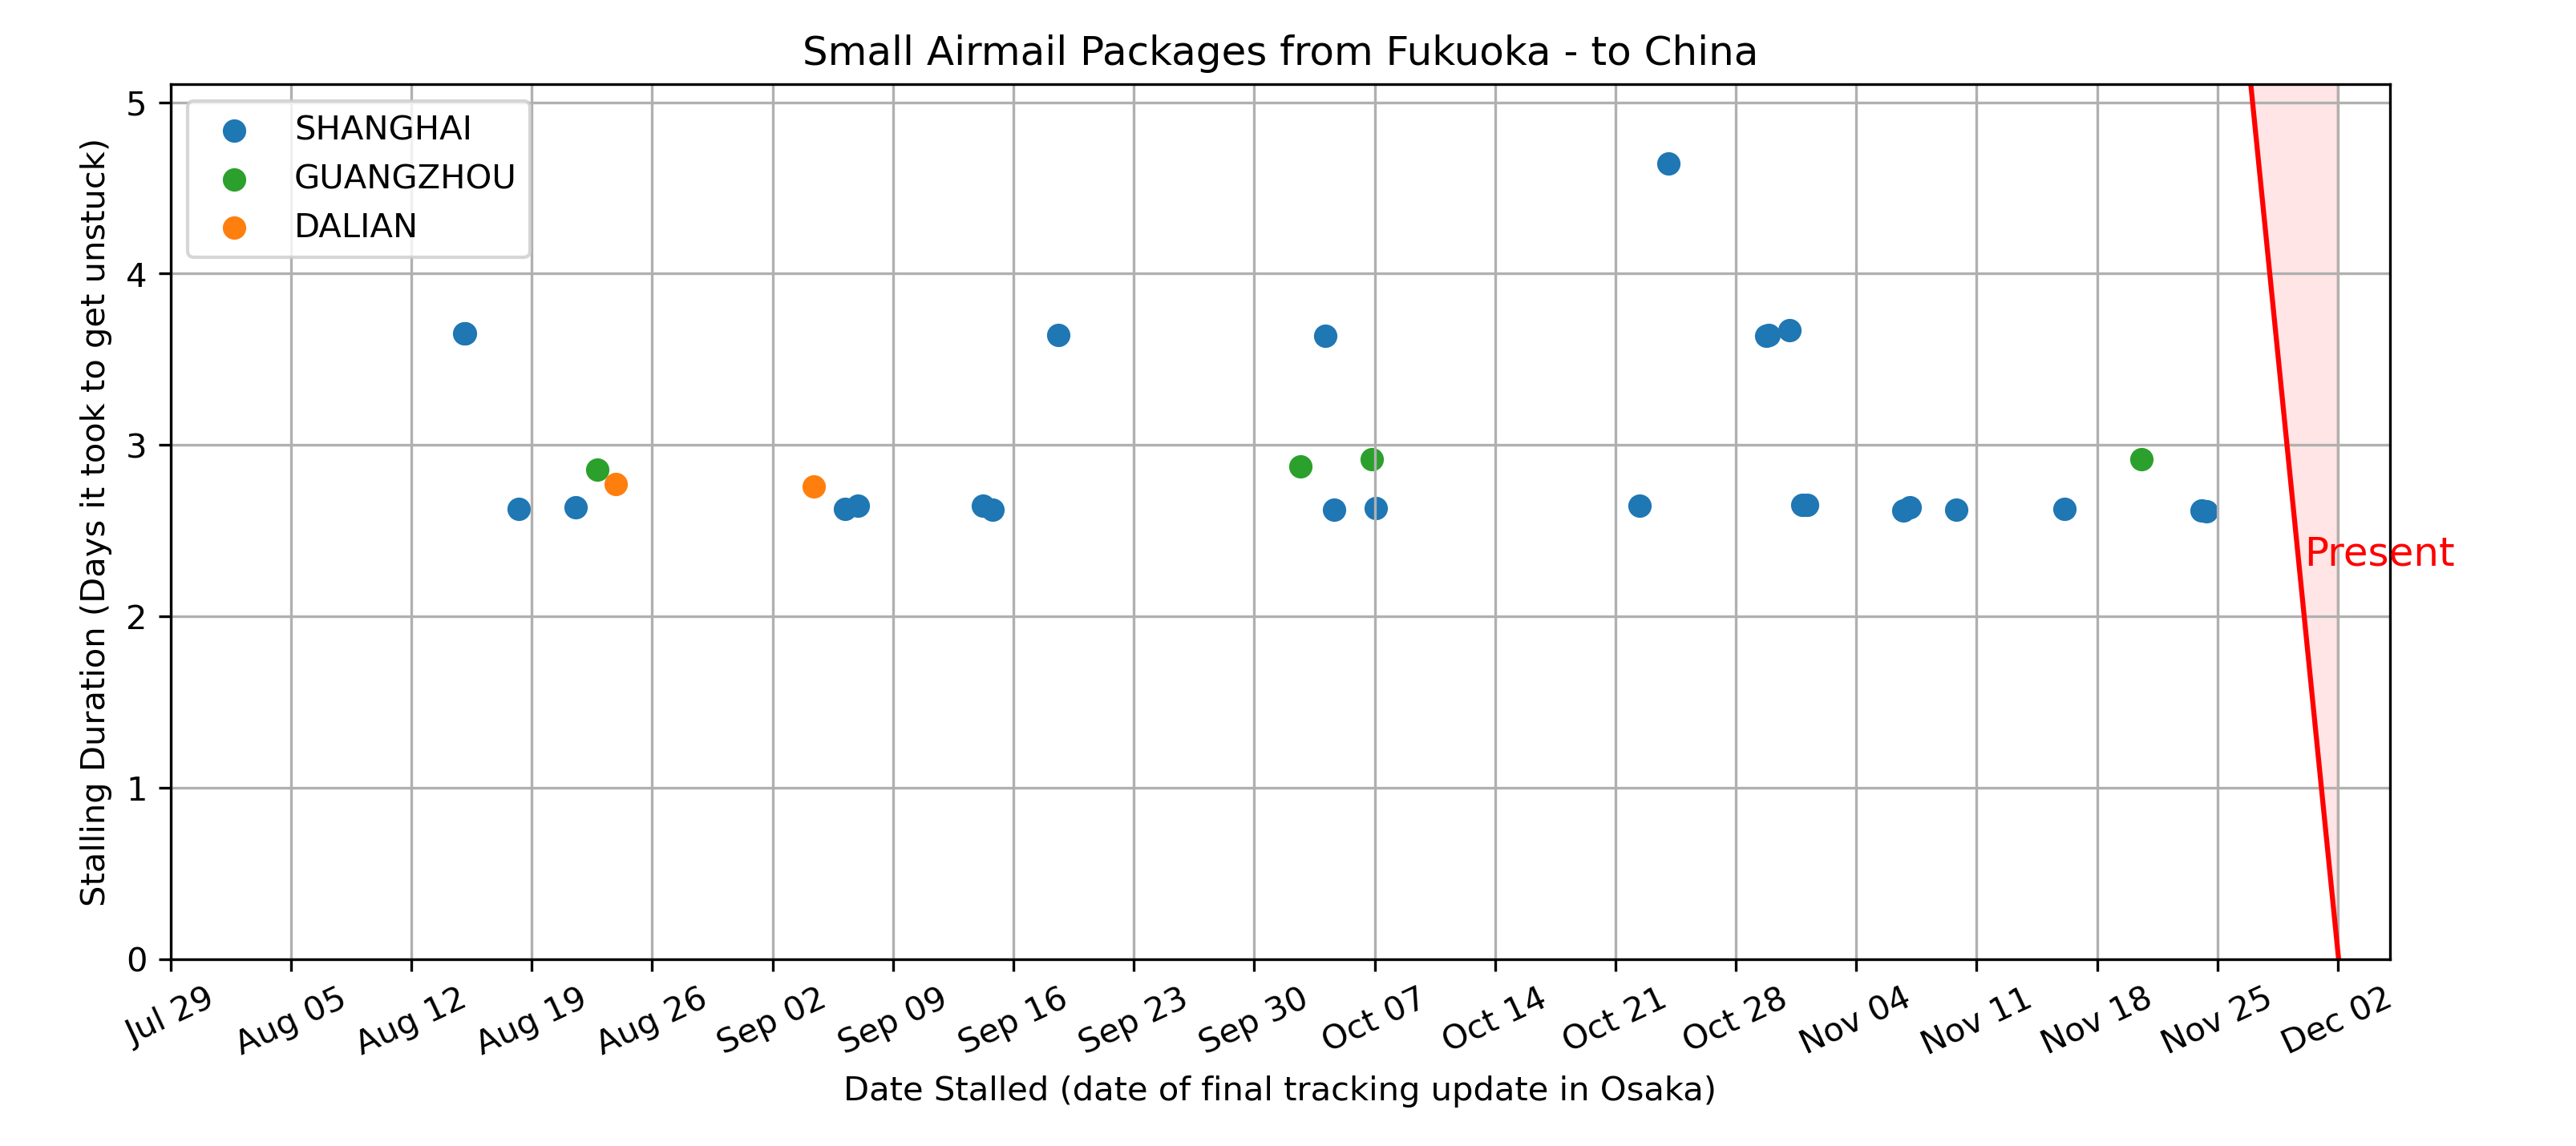 Small Airmail Packages from Fukuoka - to China
SHANGHAI
GUANGZHOU
DALIAN
Stalling Duration (Days it took to get unstuck)
5
4
3
2
1
0
Present
Jul 29
Aug 05
Aug 12
Aug 19
Aug 26
Sep 02
Sep 09
Sep 16
Sep 23
Sep 30
Oct 07
Oct 14
Oct 21
Oct 28
Nov 04
Nov 11
Nov 18
Nov 25
Dec 02
Date Stalled (date of final tracking update in Osaka)